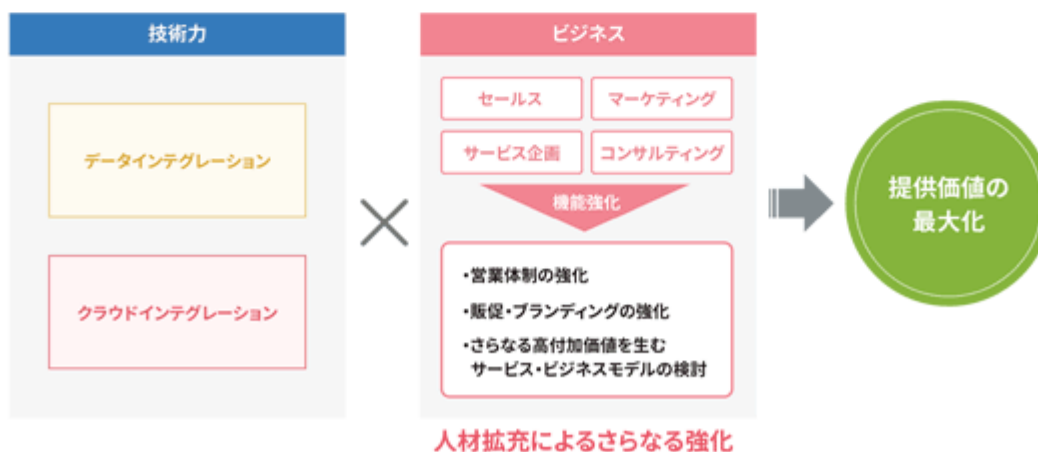 技術力
データインテグレーション
クラウドインテグレーション
ビジネス
セールス
マーケティング
サービス企画
コンサルティング
機能強化
・営業体制の強化
・販促・ブランディングの強化
・さらなる高付加価値を生む
サービス・ビジネスモデルの検討
人材拡充によるさらなる強化
提供価値の
最大化